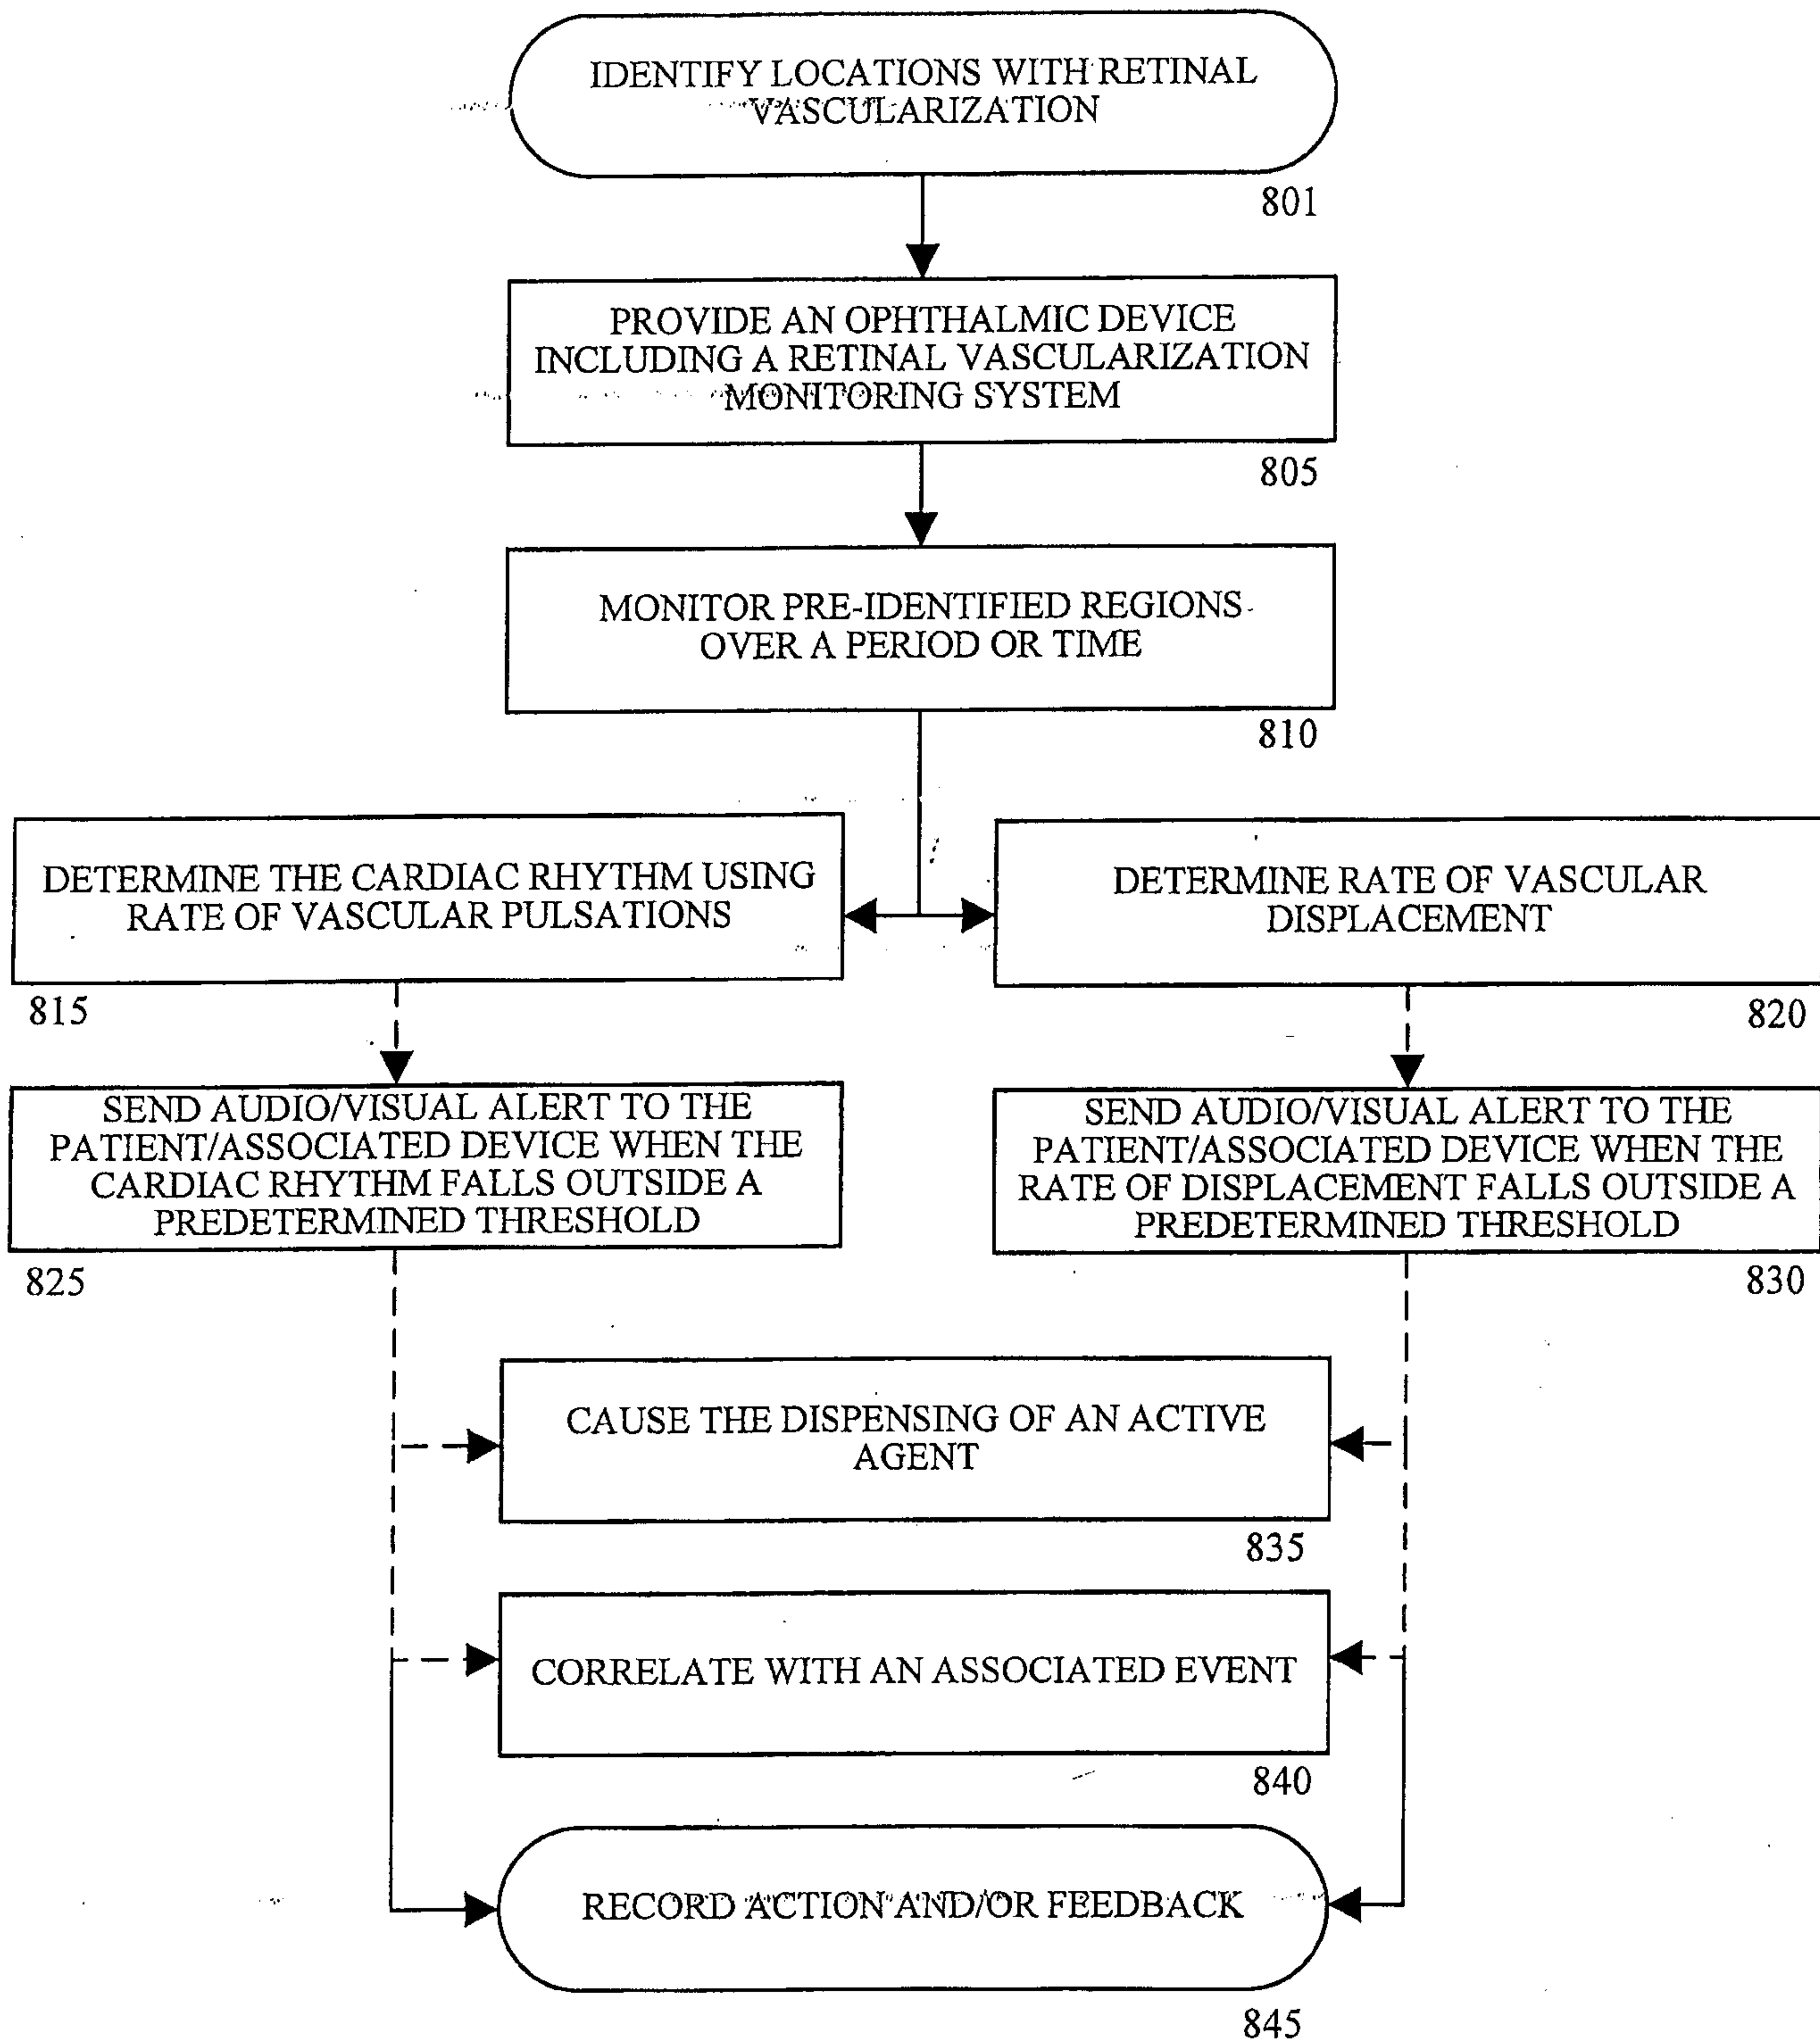 IDENTIFY LOCATIONS WITH RETINAL
VASCULARIZATION
801
PROVIDE AN OPHTHALMIC DEVICE
INCLUDING A RETINAL VASCULARIZATION
MONITORING SYSTEM
805
MONITOR PRE-IDENTIFIED REGIONS
OVER A PERIOD OR TIME
810
DETERMINE THE CARDIAC RHYTHM USING
RATE OF VASCULAR PULSATIONS
815
DETERMINE RATE OF VASCULAR
DISPLACEMENT
820
SEND AUDIO/VISUAL ALERT TO THE
PATIENT/ASSOCIATED DEVICE WHEN THE
CARDIAC RHYTHM FALLS OUTSIDE A
PREDETERMINED THRESHOLD
825
SEND AUDIO/VISUAL ALERT TO THE
PATIENT/ASSOCIATED DEVICE WHEN THE
RATE OF DISPLACEMENT FALLS OUTSIDE A
PREDETERMINED THRESHOLD
830
CAUSE THE DISPENSING OF AN ACTIVE
AGENT
835
CORRELATE WITH AN ASSOCIATED EVENT
840
RECORD ACTION AND/OR FEEDBACK
845